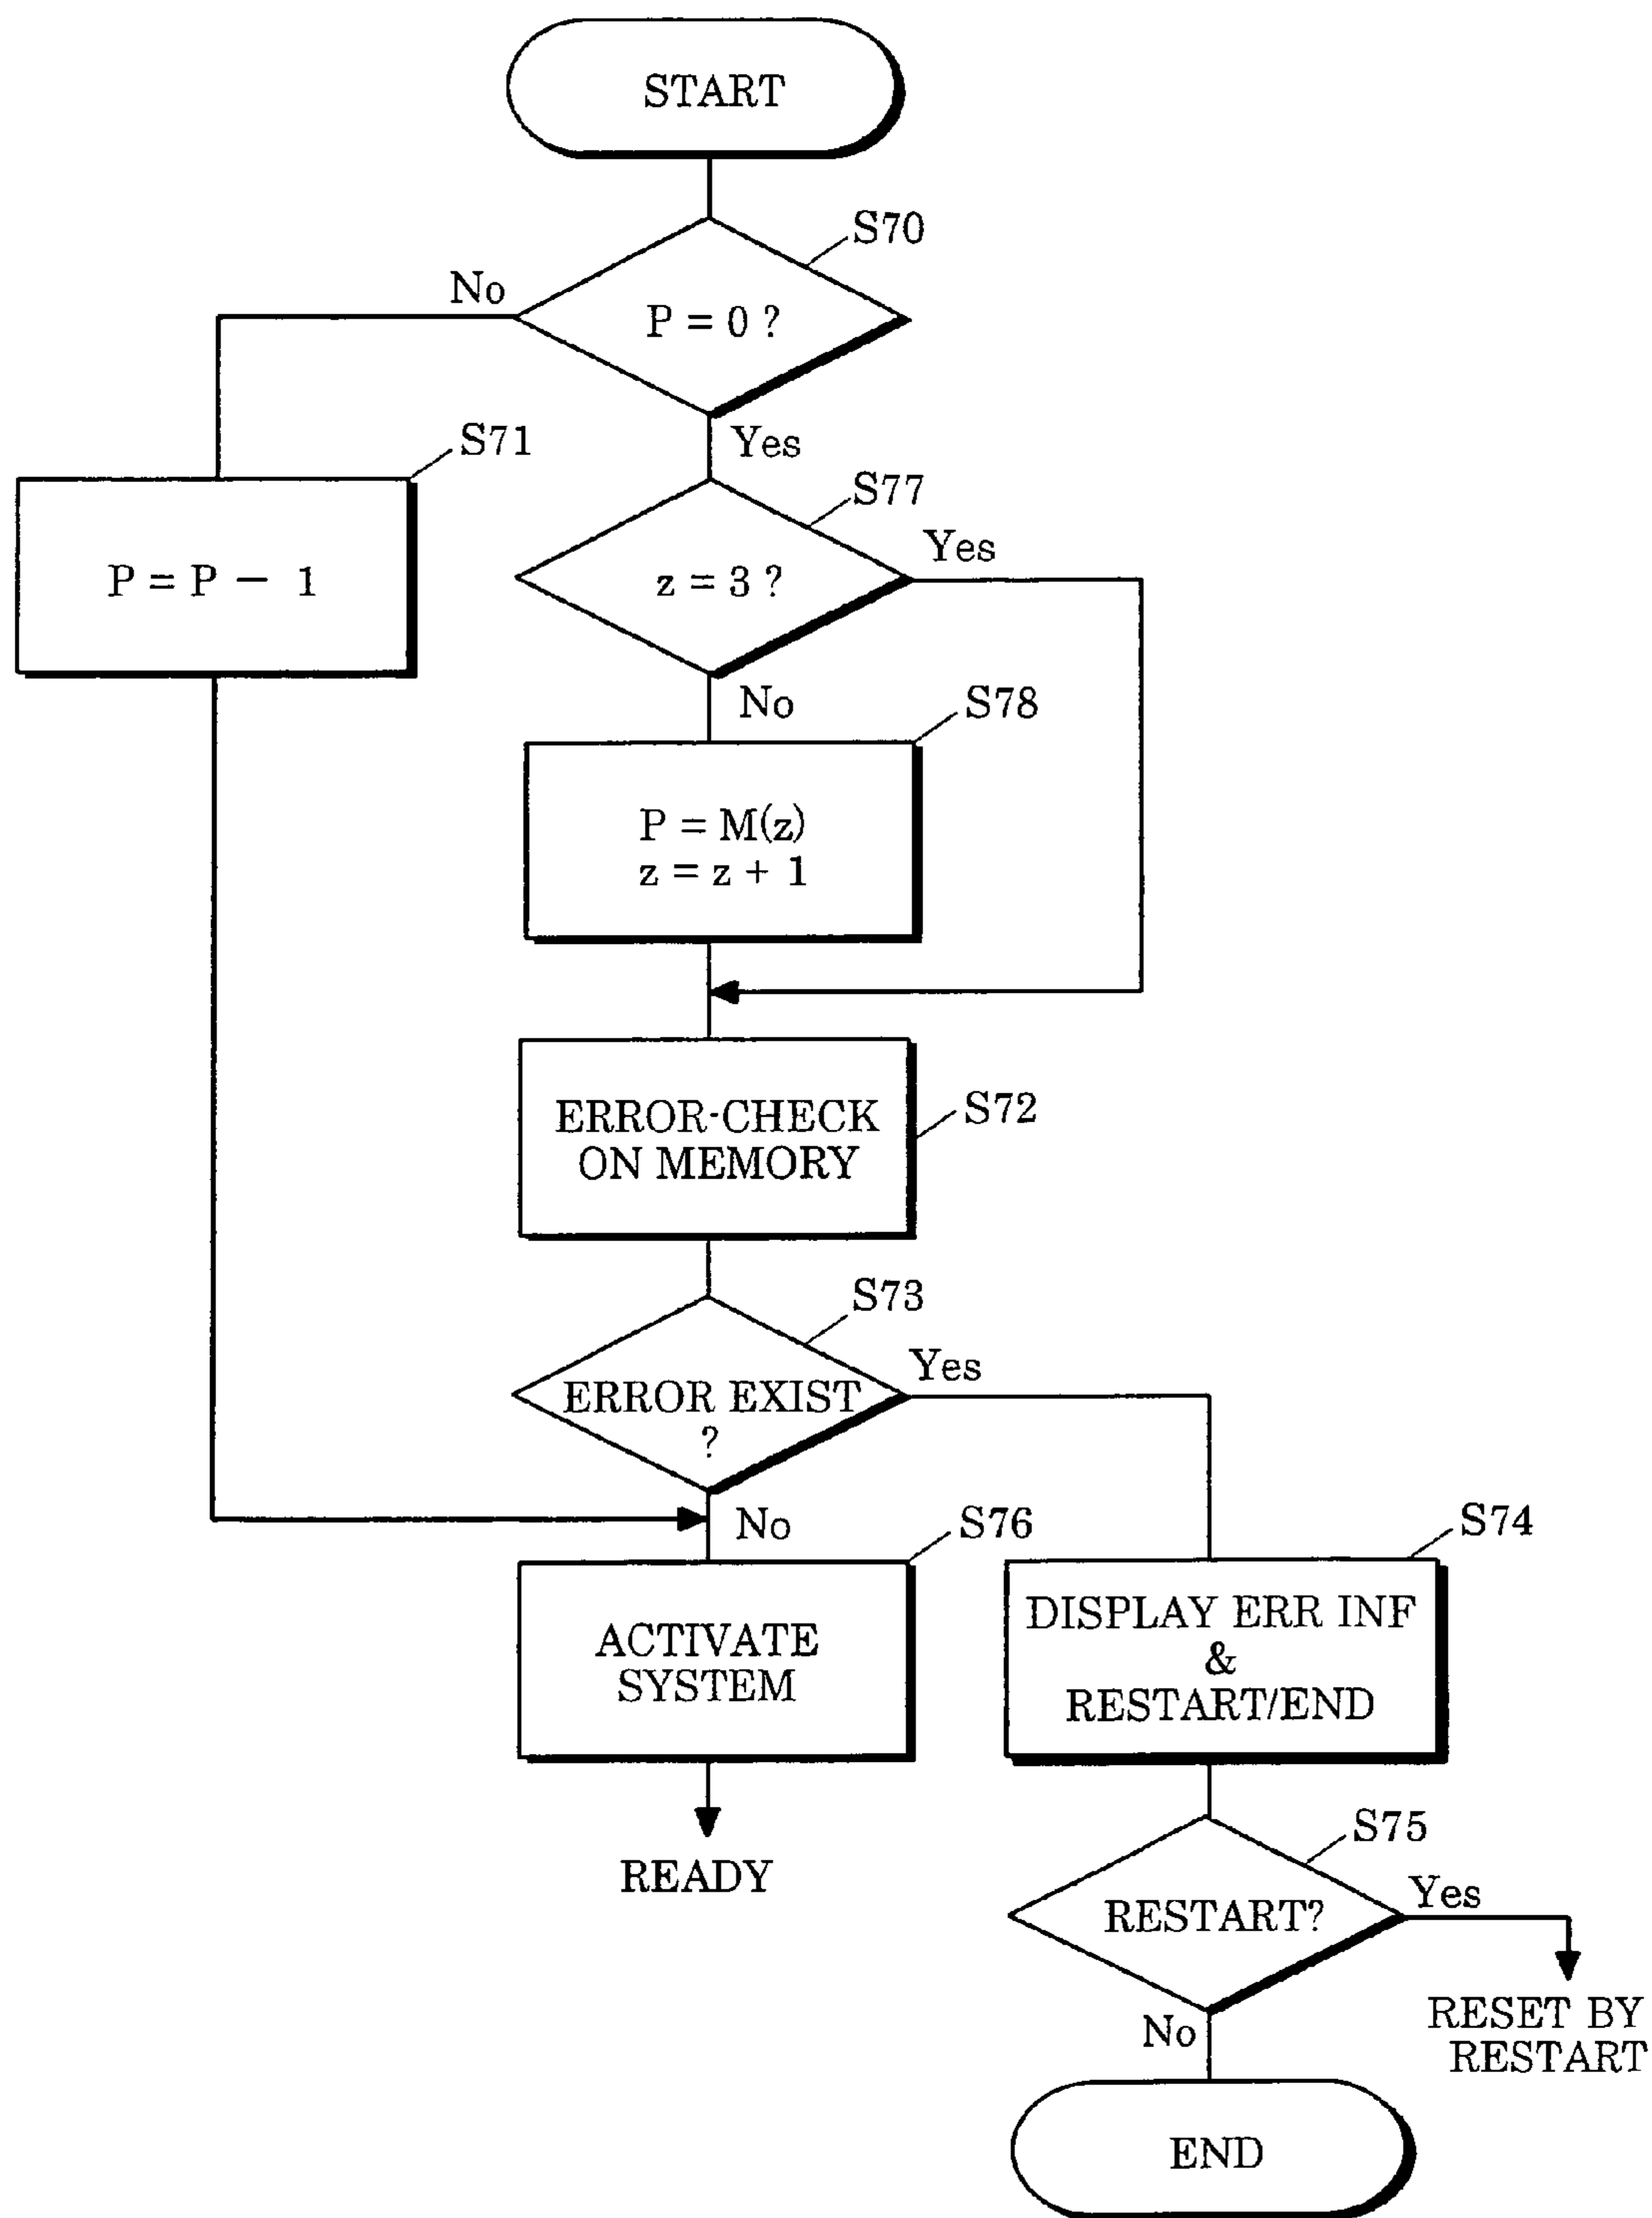 START
S70
No
P = 0 ?
Yes
S71
P = P − 1
S77
Yes
z = 3 ?
No
S78
P = M(z)
z = z + 1
ERROR-CHECK
ON MEMORY
S72
S73
Yes
ERROR EXIST
?
No
S76
ACTIVATE
SYSTEM
READY
S74
DISPLAY ERR INF
&
RESTART/END
S75
Yes
RESTART?
RESET BY
RESTART
No
END